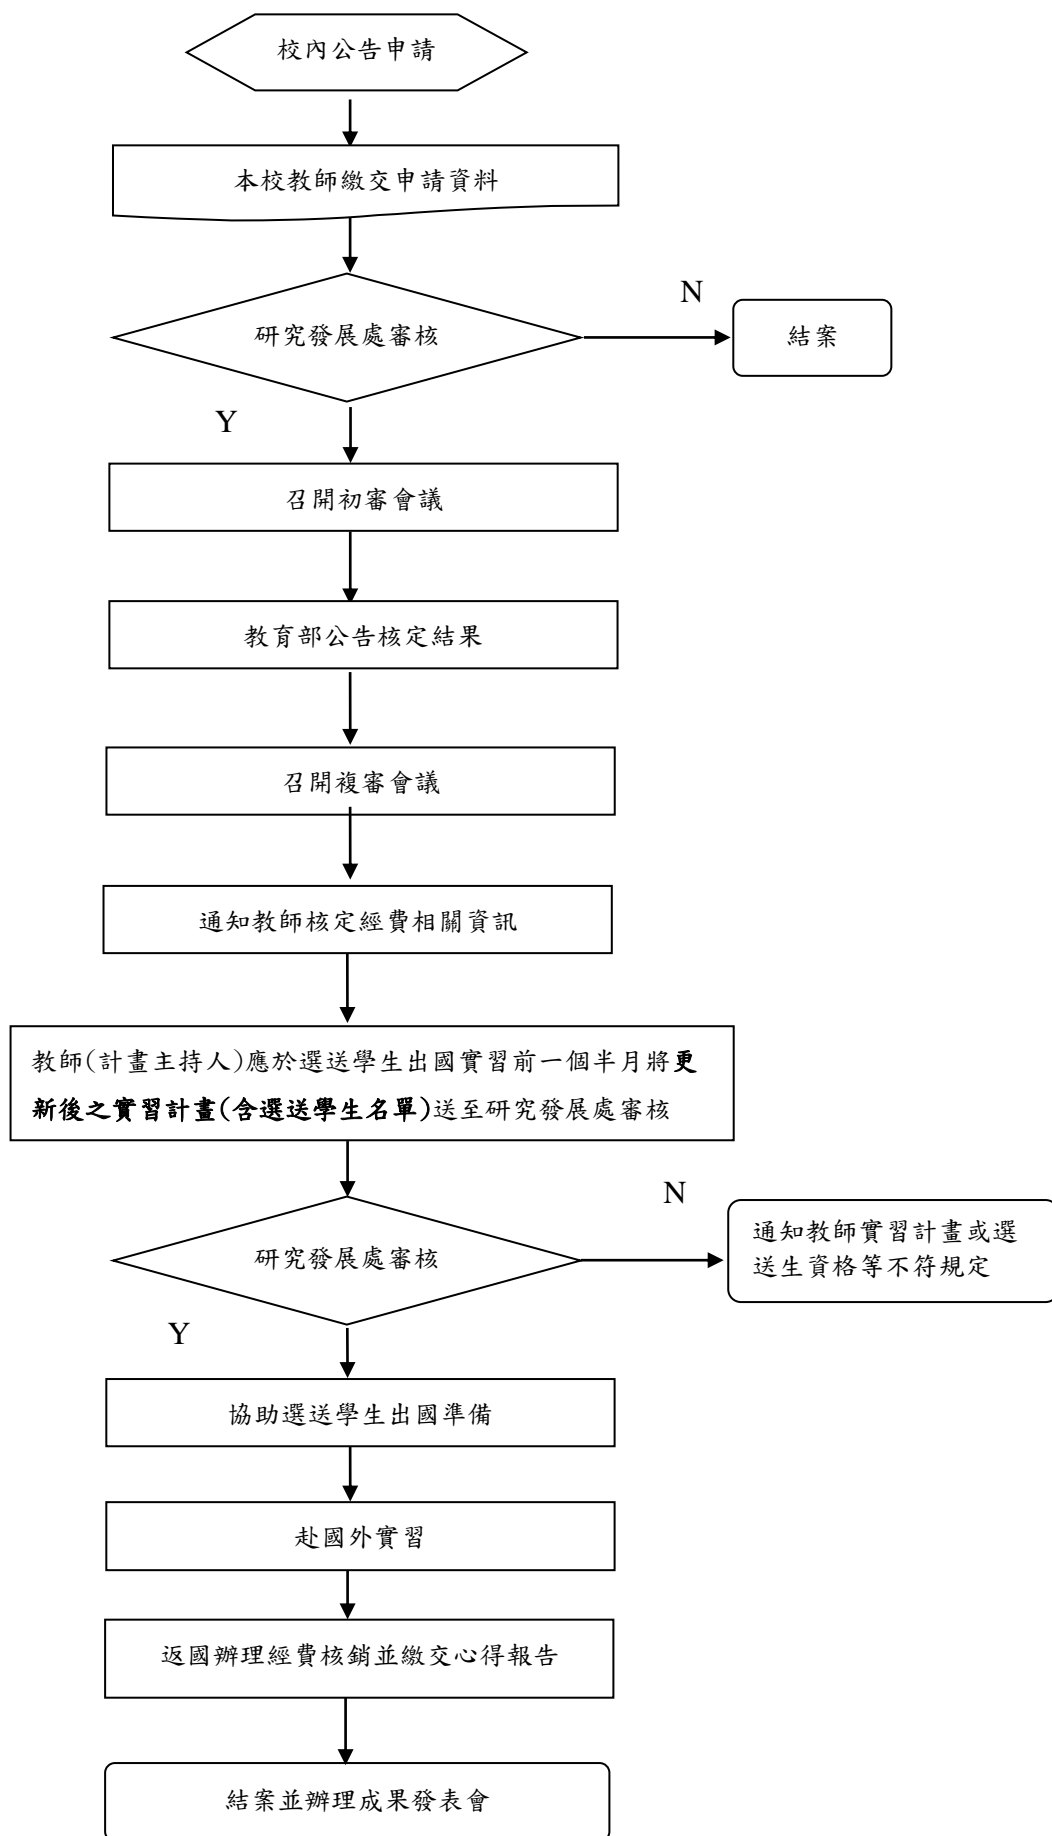 校內公告申請
本校教師繳交申請資料
研究發展處審核
N
結案
Y
召開初審會議
教育部公告核定結果
召開複審會議
通知教師核定經費相關資訊
教師(計畫主持人)應於選送學生出國實習前一個半月將更
新後之實習計畫(含選送學生名單)送至研究發展處審核
研究發展處審核
N
通知教師實習計畫或選
送生資格等不符規定
Y
協助選送學生出國準備
赴國外實習
返國辦理經費核銷並繳交心得報告
結案並辦理成果發表會